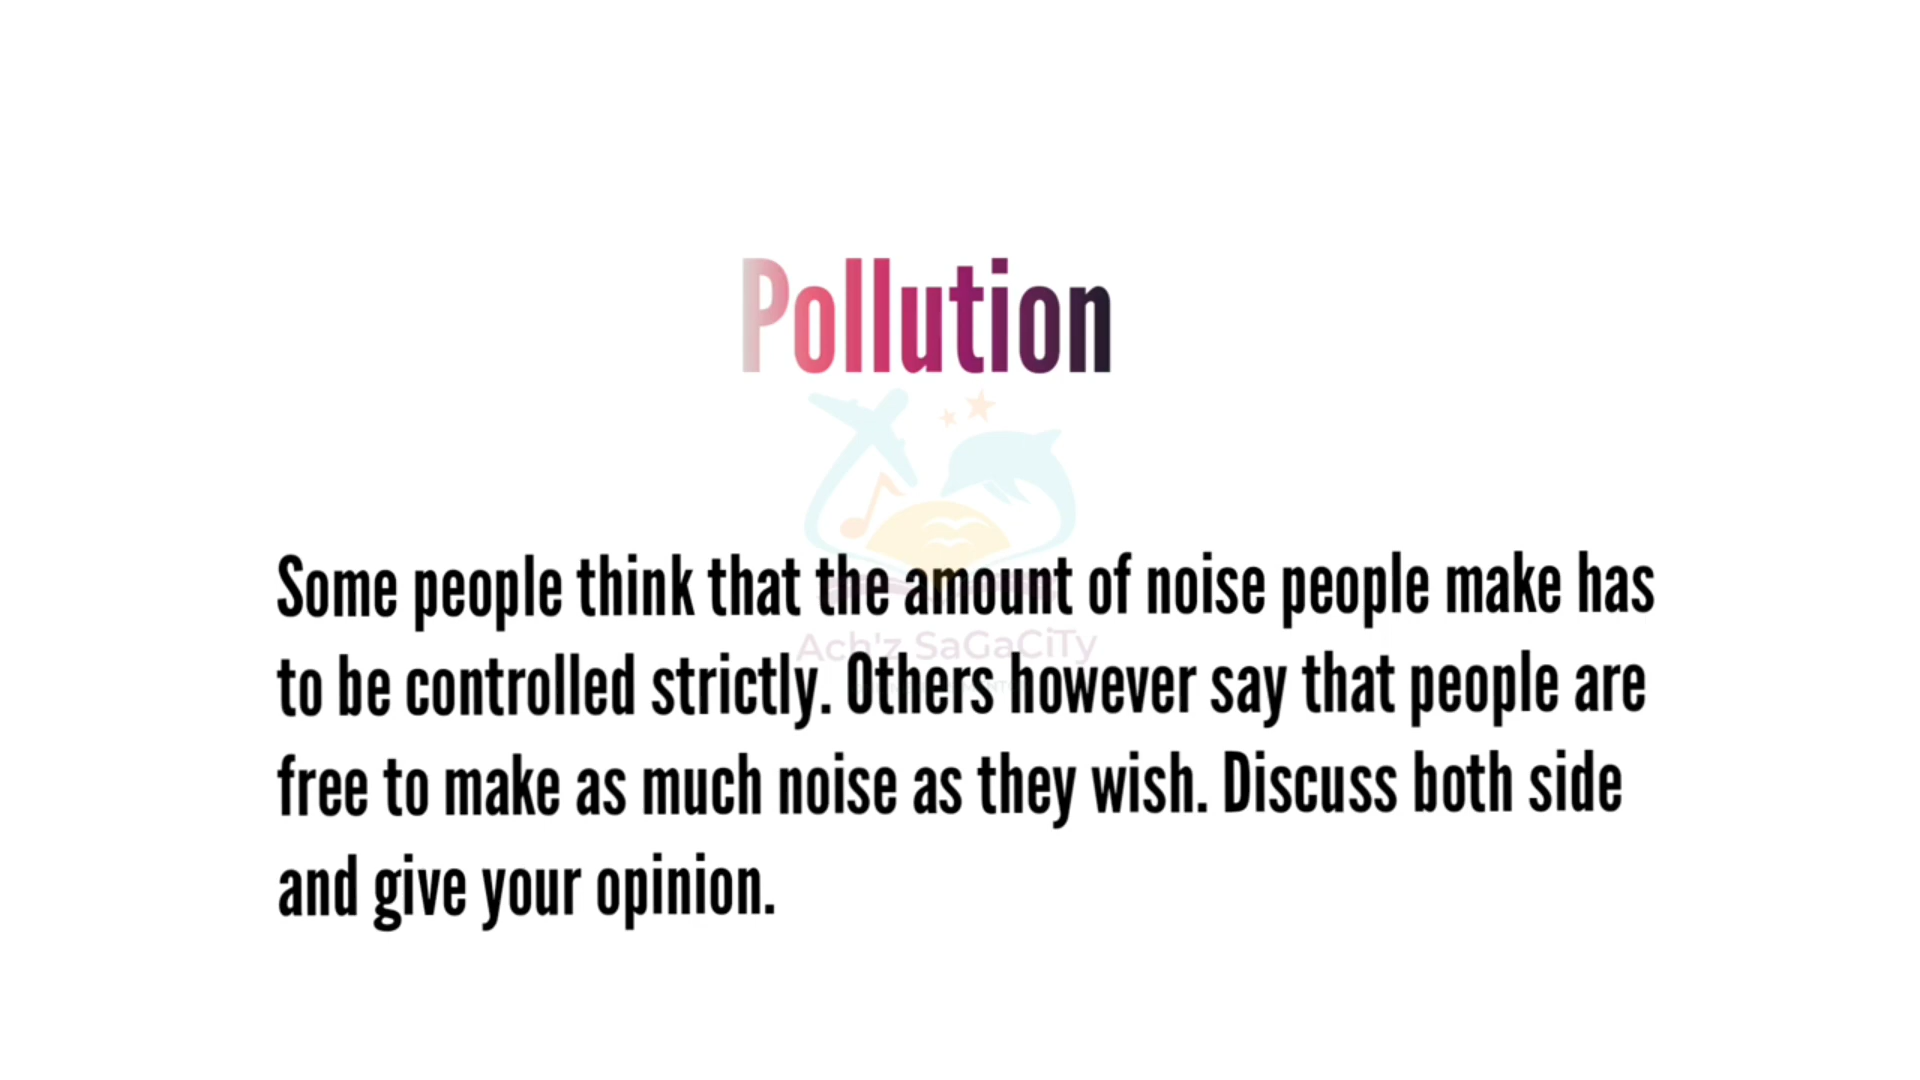 Pollution
Ach'z SaGaCiTy
Some people think that the amount of noise people make has
to be controlled strictly. Others however say that people are
free to make as much noise as they wish. Discuss both side
and give your opinion.